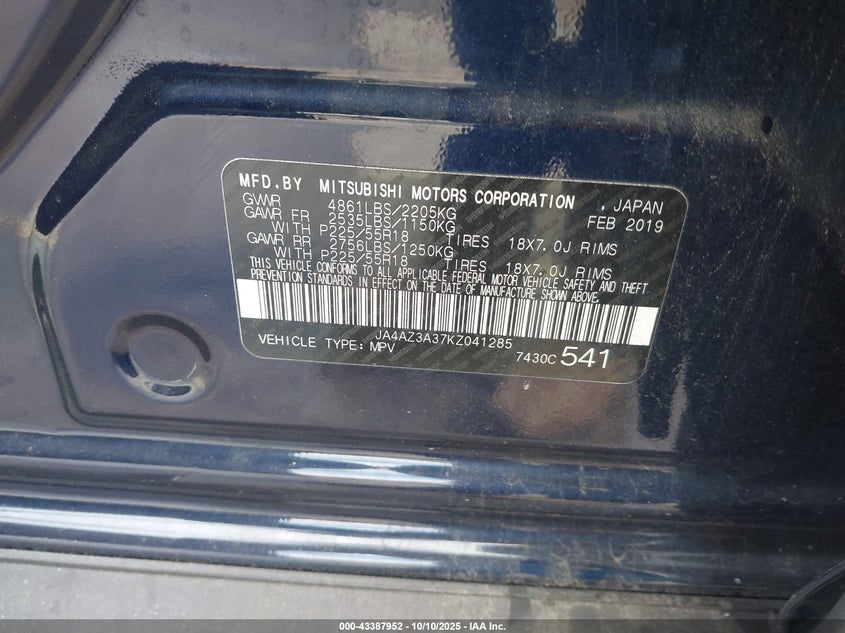 MFD.BY MITSUBISHI MOTORS CORPORATION , JAPAN
GVWR 4861LBS/2205KG FEB 2019
GAWR FR 2535LBS/1150KG
WITH P225/55R18 TIRES 18X7.0J RIMS
GAWR RR 2756LBS/1250KG
WITH P225/55R18 TIRES 18X7.0J RIMS
THIS VEHICLE CONFORMS TO ALL APPLICABLE FEDERAL MOTOR VEHICLE SAFETY AND THEFT
PREVENTION STANDARDS IN EFFECT ON THE DATE OF MANUFACTURE SHOWN ABOVE.
JA4AZ3A37KZ041285
VEHICLE TYPE: MPV 7430C 541
000-43387952 - 10/10/2025 - IAA Inc.